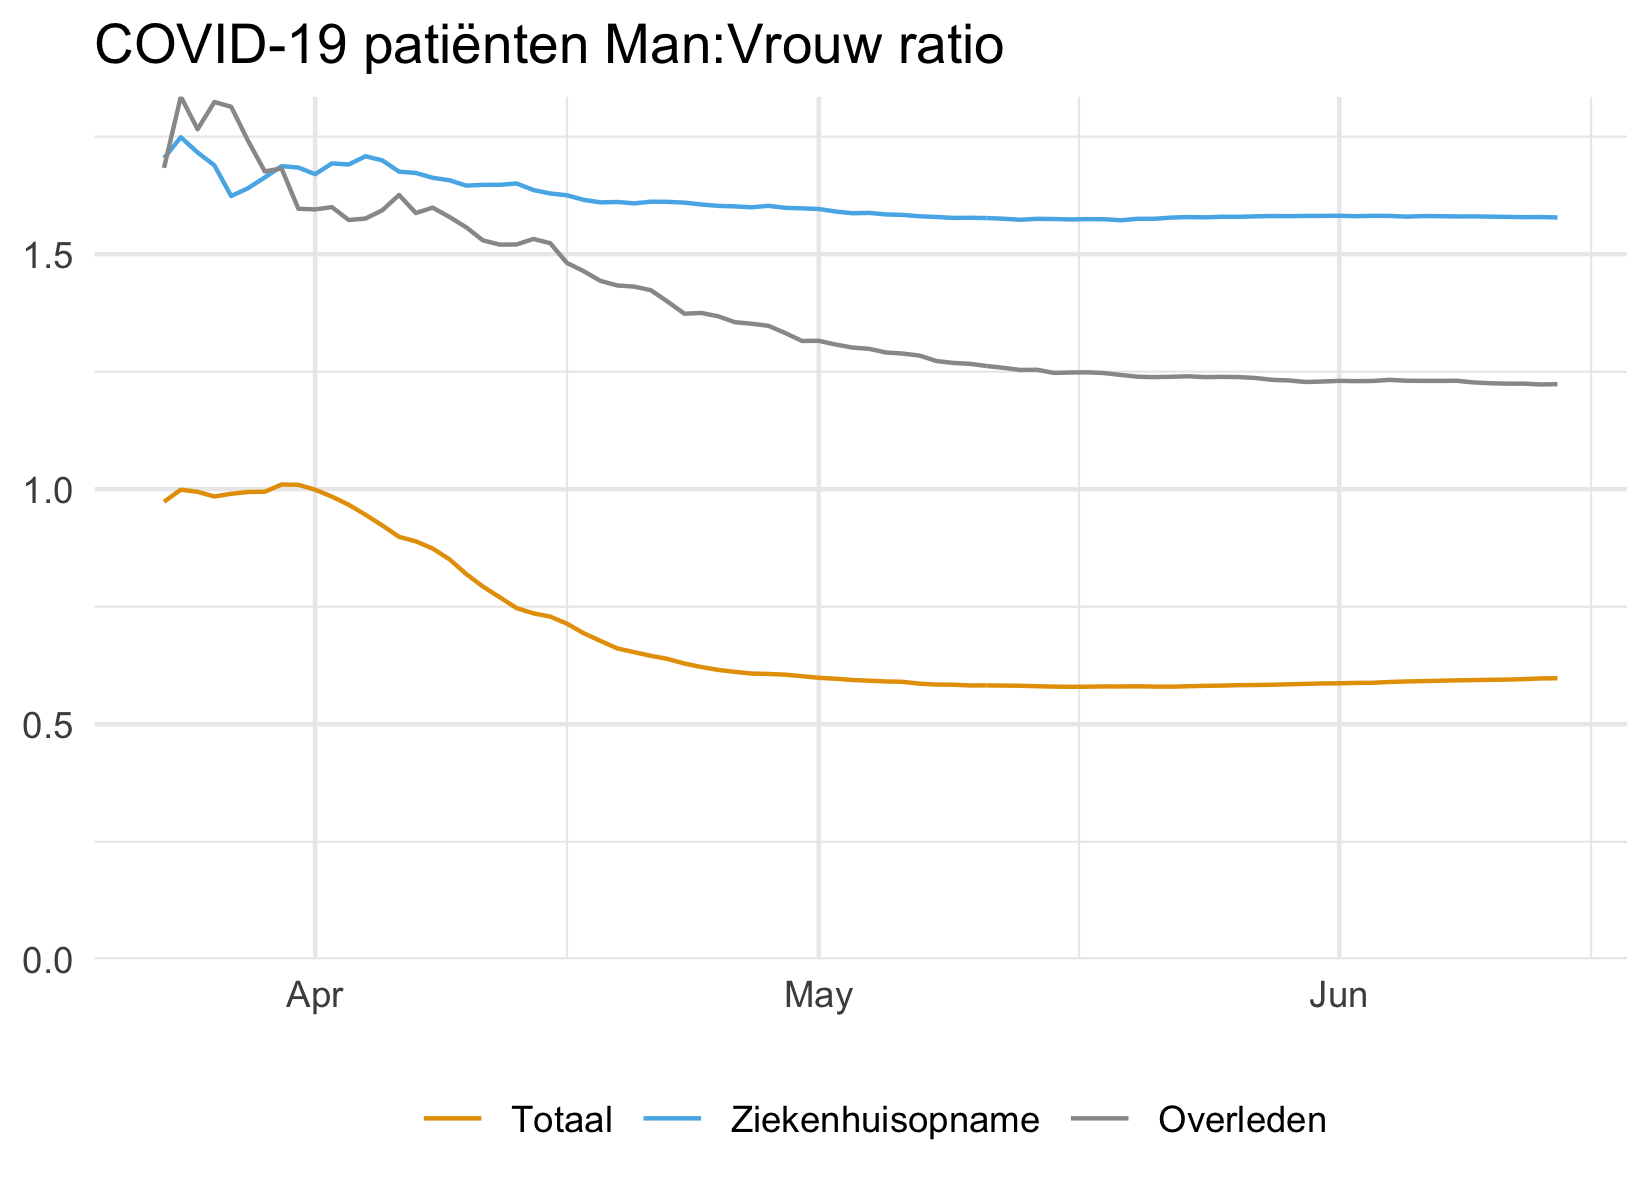 COVID-19 patiënten Man:Vrouw ratio
1.5
1.0
0.5
0.0
Apr May Jun
Totaal Ziekenhuisopname Overleden